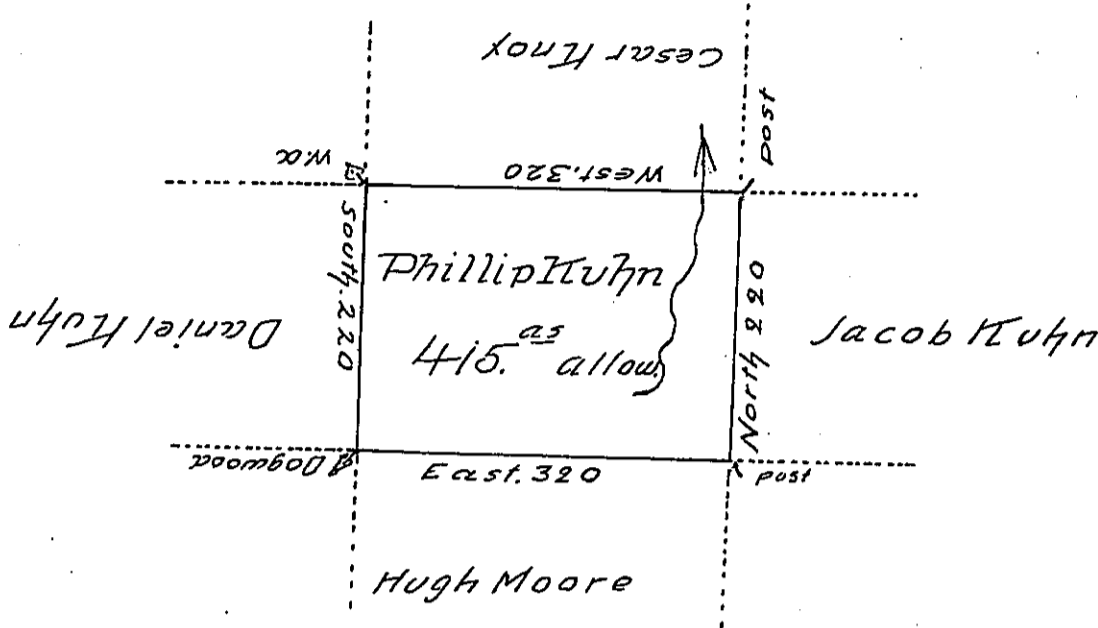 Cesar Knox
post
W.a
West. 320
South. 220
Phillip Kuhn
415. as allow.
North 220
Daniel Kuhn
Jacob Kuhn
Dogwood
East. 320
post
Hugh Moore